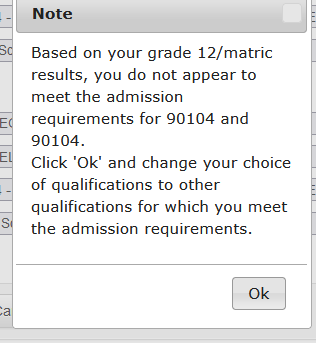 Note
Based on your grade 12/matric
results, you do not appear to
meet the admission
requirements for 90104 and
90104.
Click 'Ok' and change your choice
of qualifications to other
qualifications for which you meet
the admission requirements.
Ok